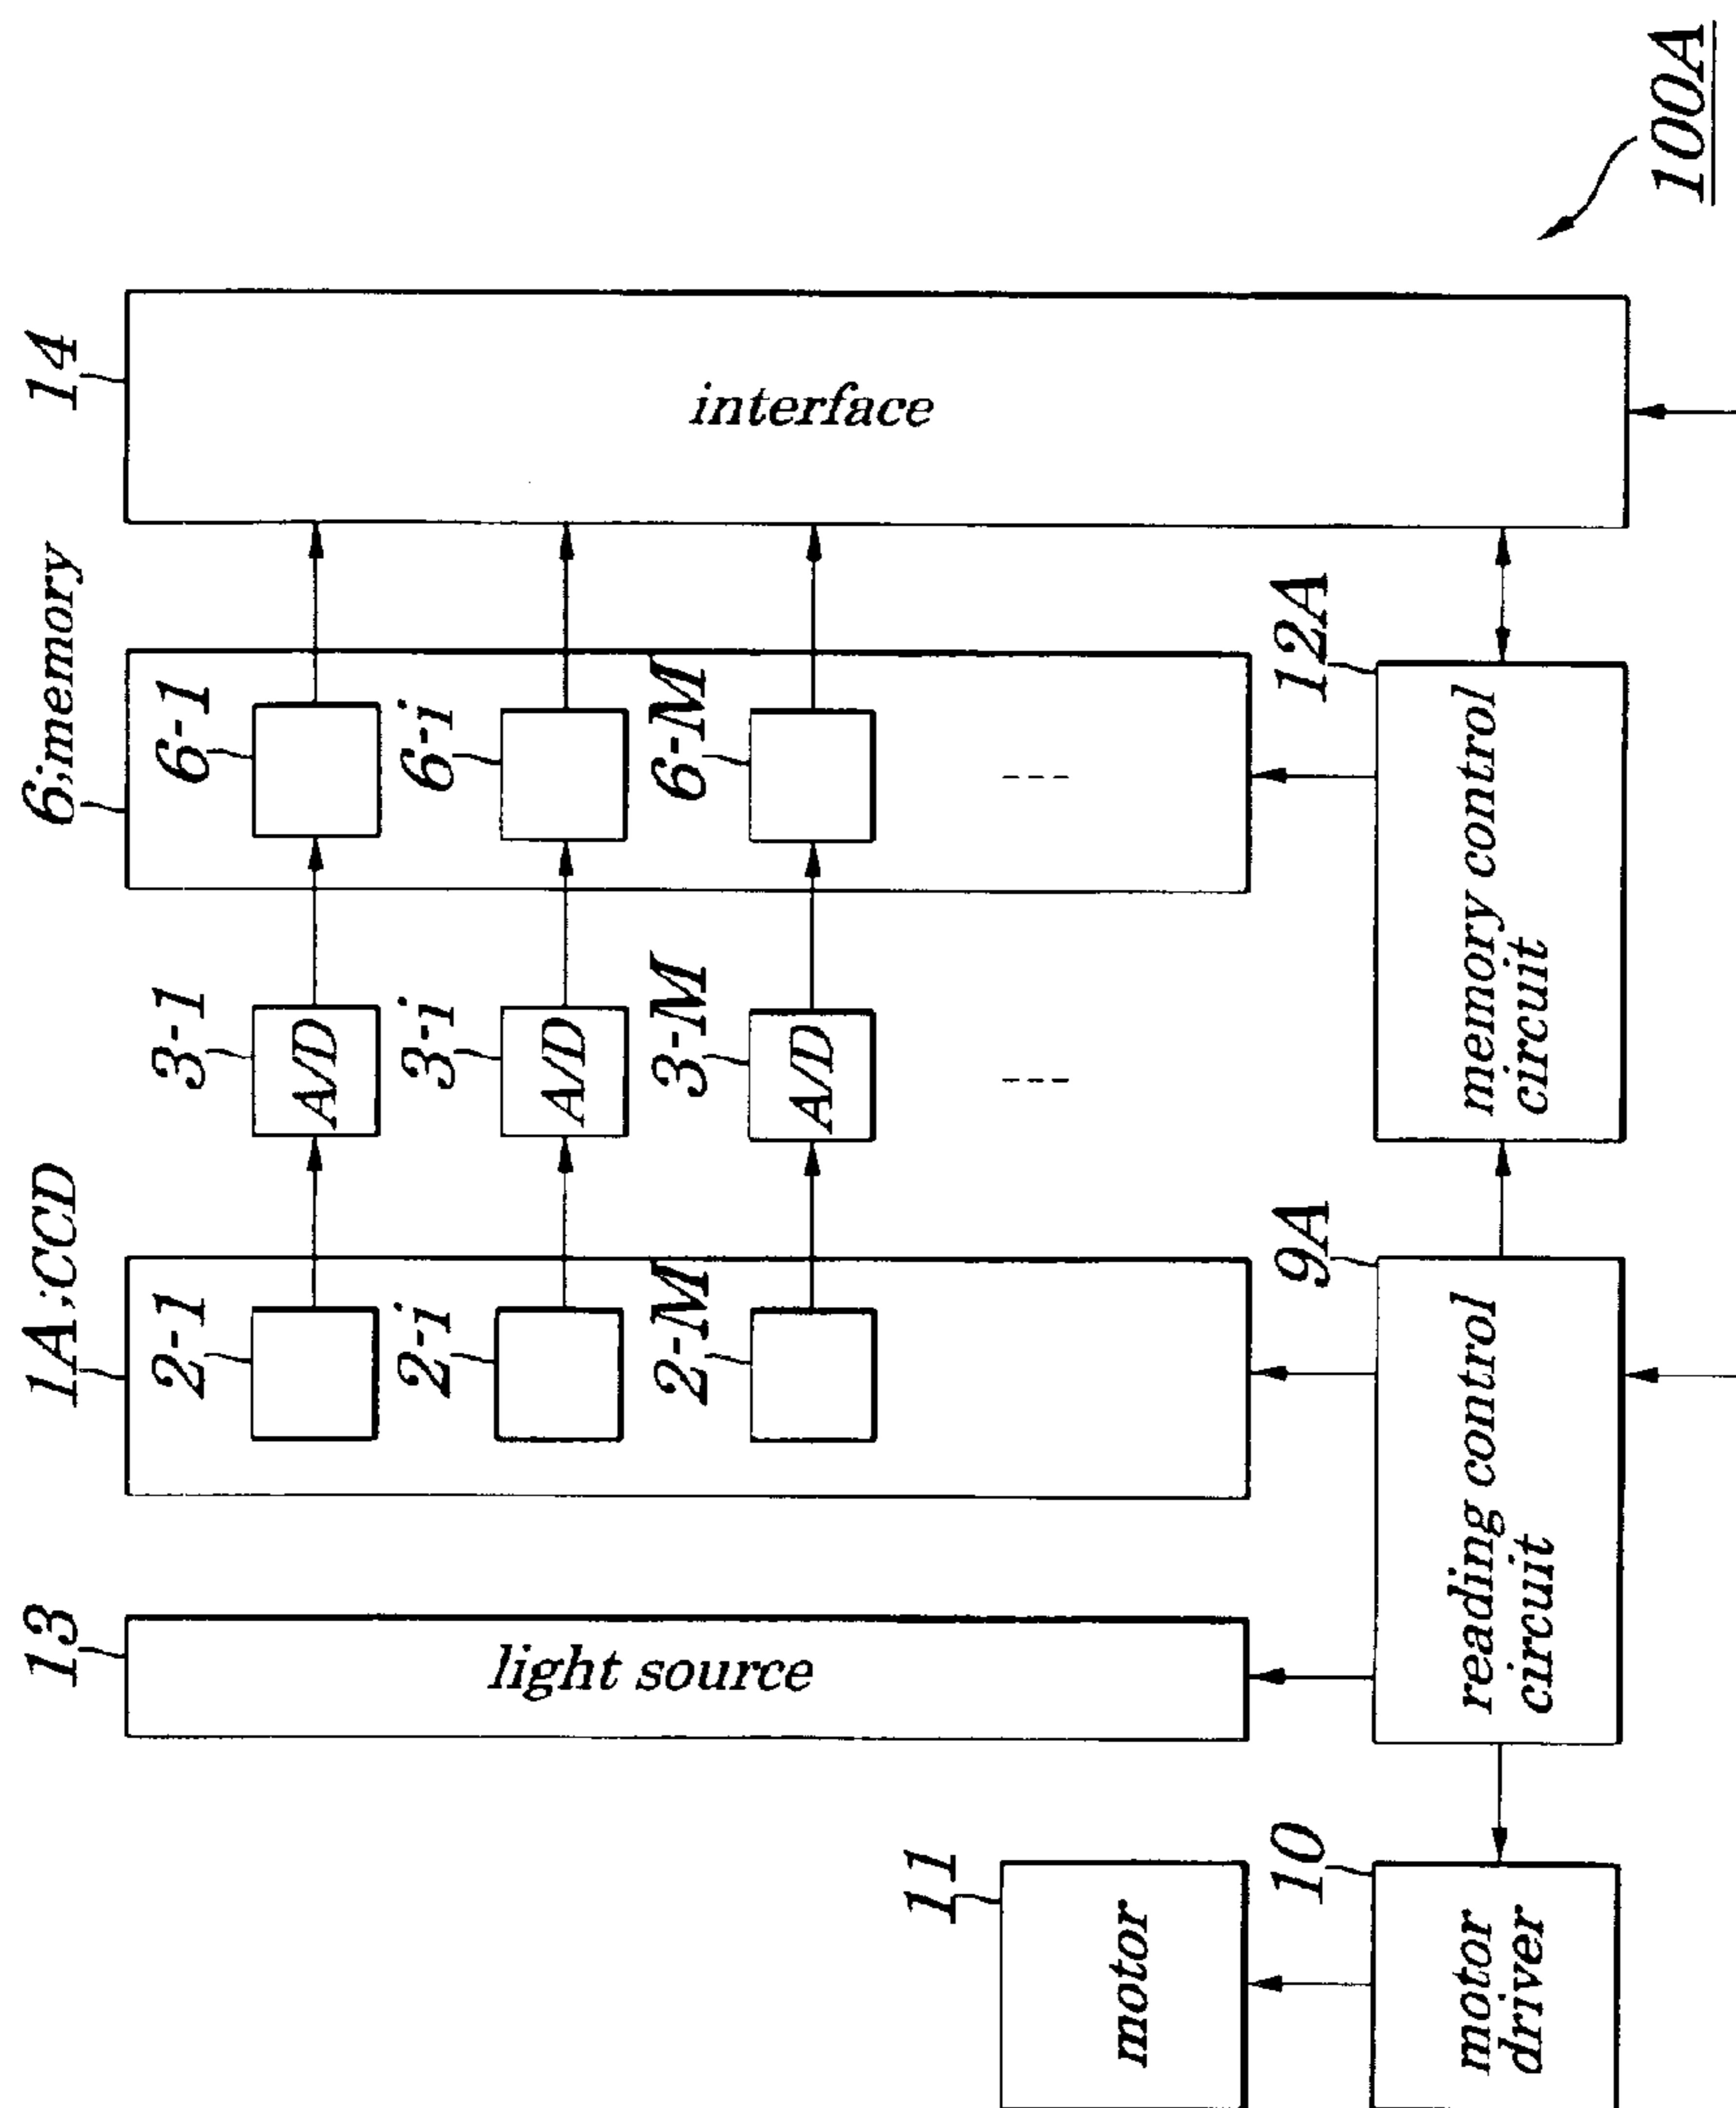 100A
14
interface
6;memory
6-1
6-i
6-M
12A
memory control
circuit
3-1
A/D
3-i
A/D
3-M
A/D
1A;CCD
2-1
2-i
2-M
9A
reading control
circuit
13
light source
11
motor
10
motor
driver